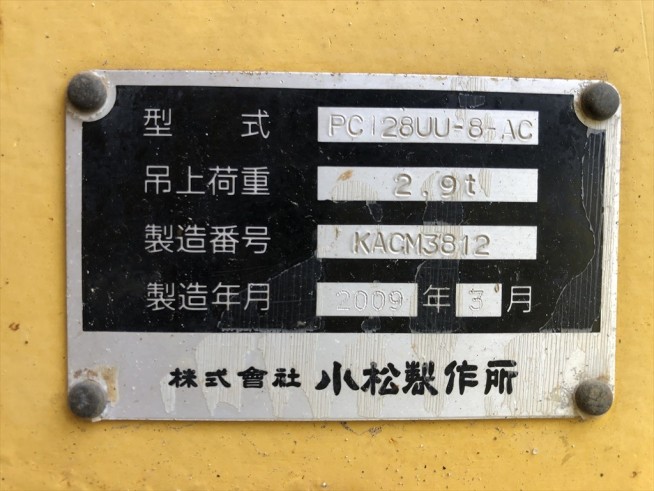 型 式 PC128UU-8-AC
吊上荷重 2.9t
製造番号 KACM3812
製造年月 2009 年 3 月
株式會社 小松製作所